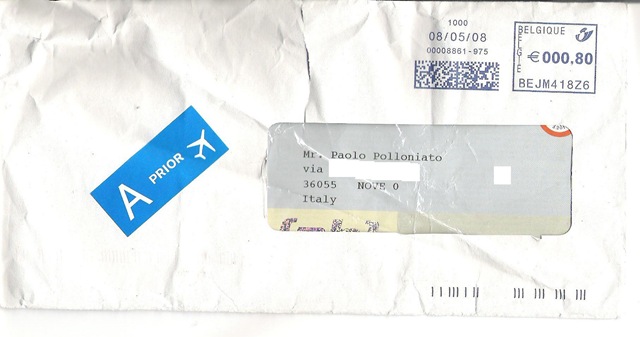 1000
08/05/08
00008861-975
BELGIQUE
BELGIE
€000,80
BEJM418Z6
A PRIOR
Mr. Paolo Polloniato
via
36055 NOVE 0
Italy